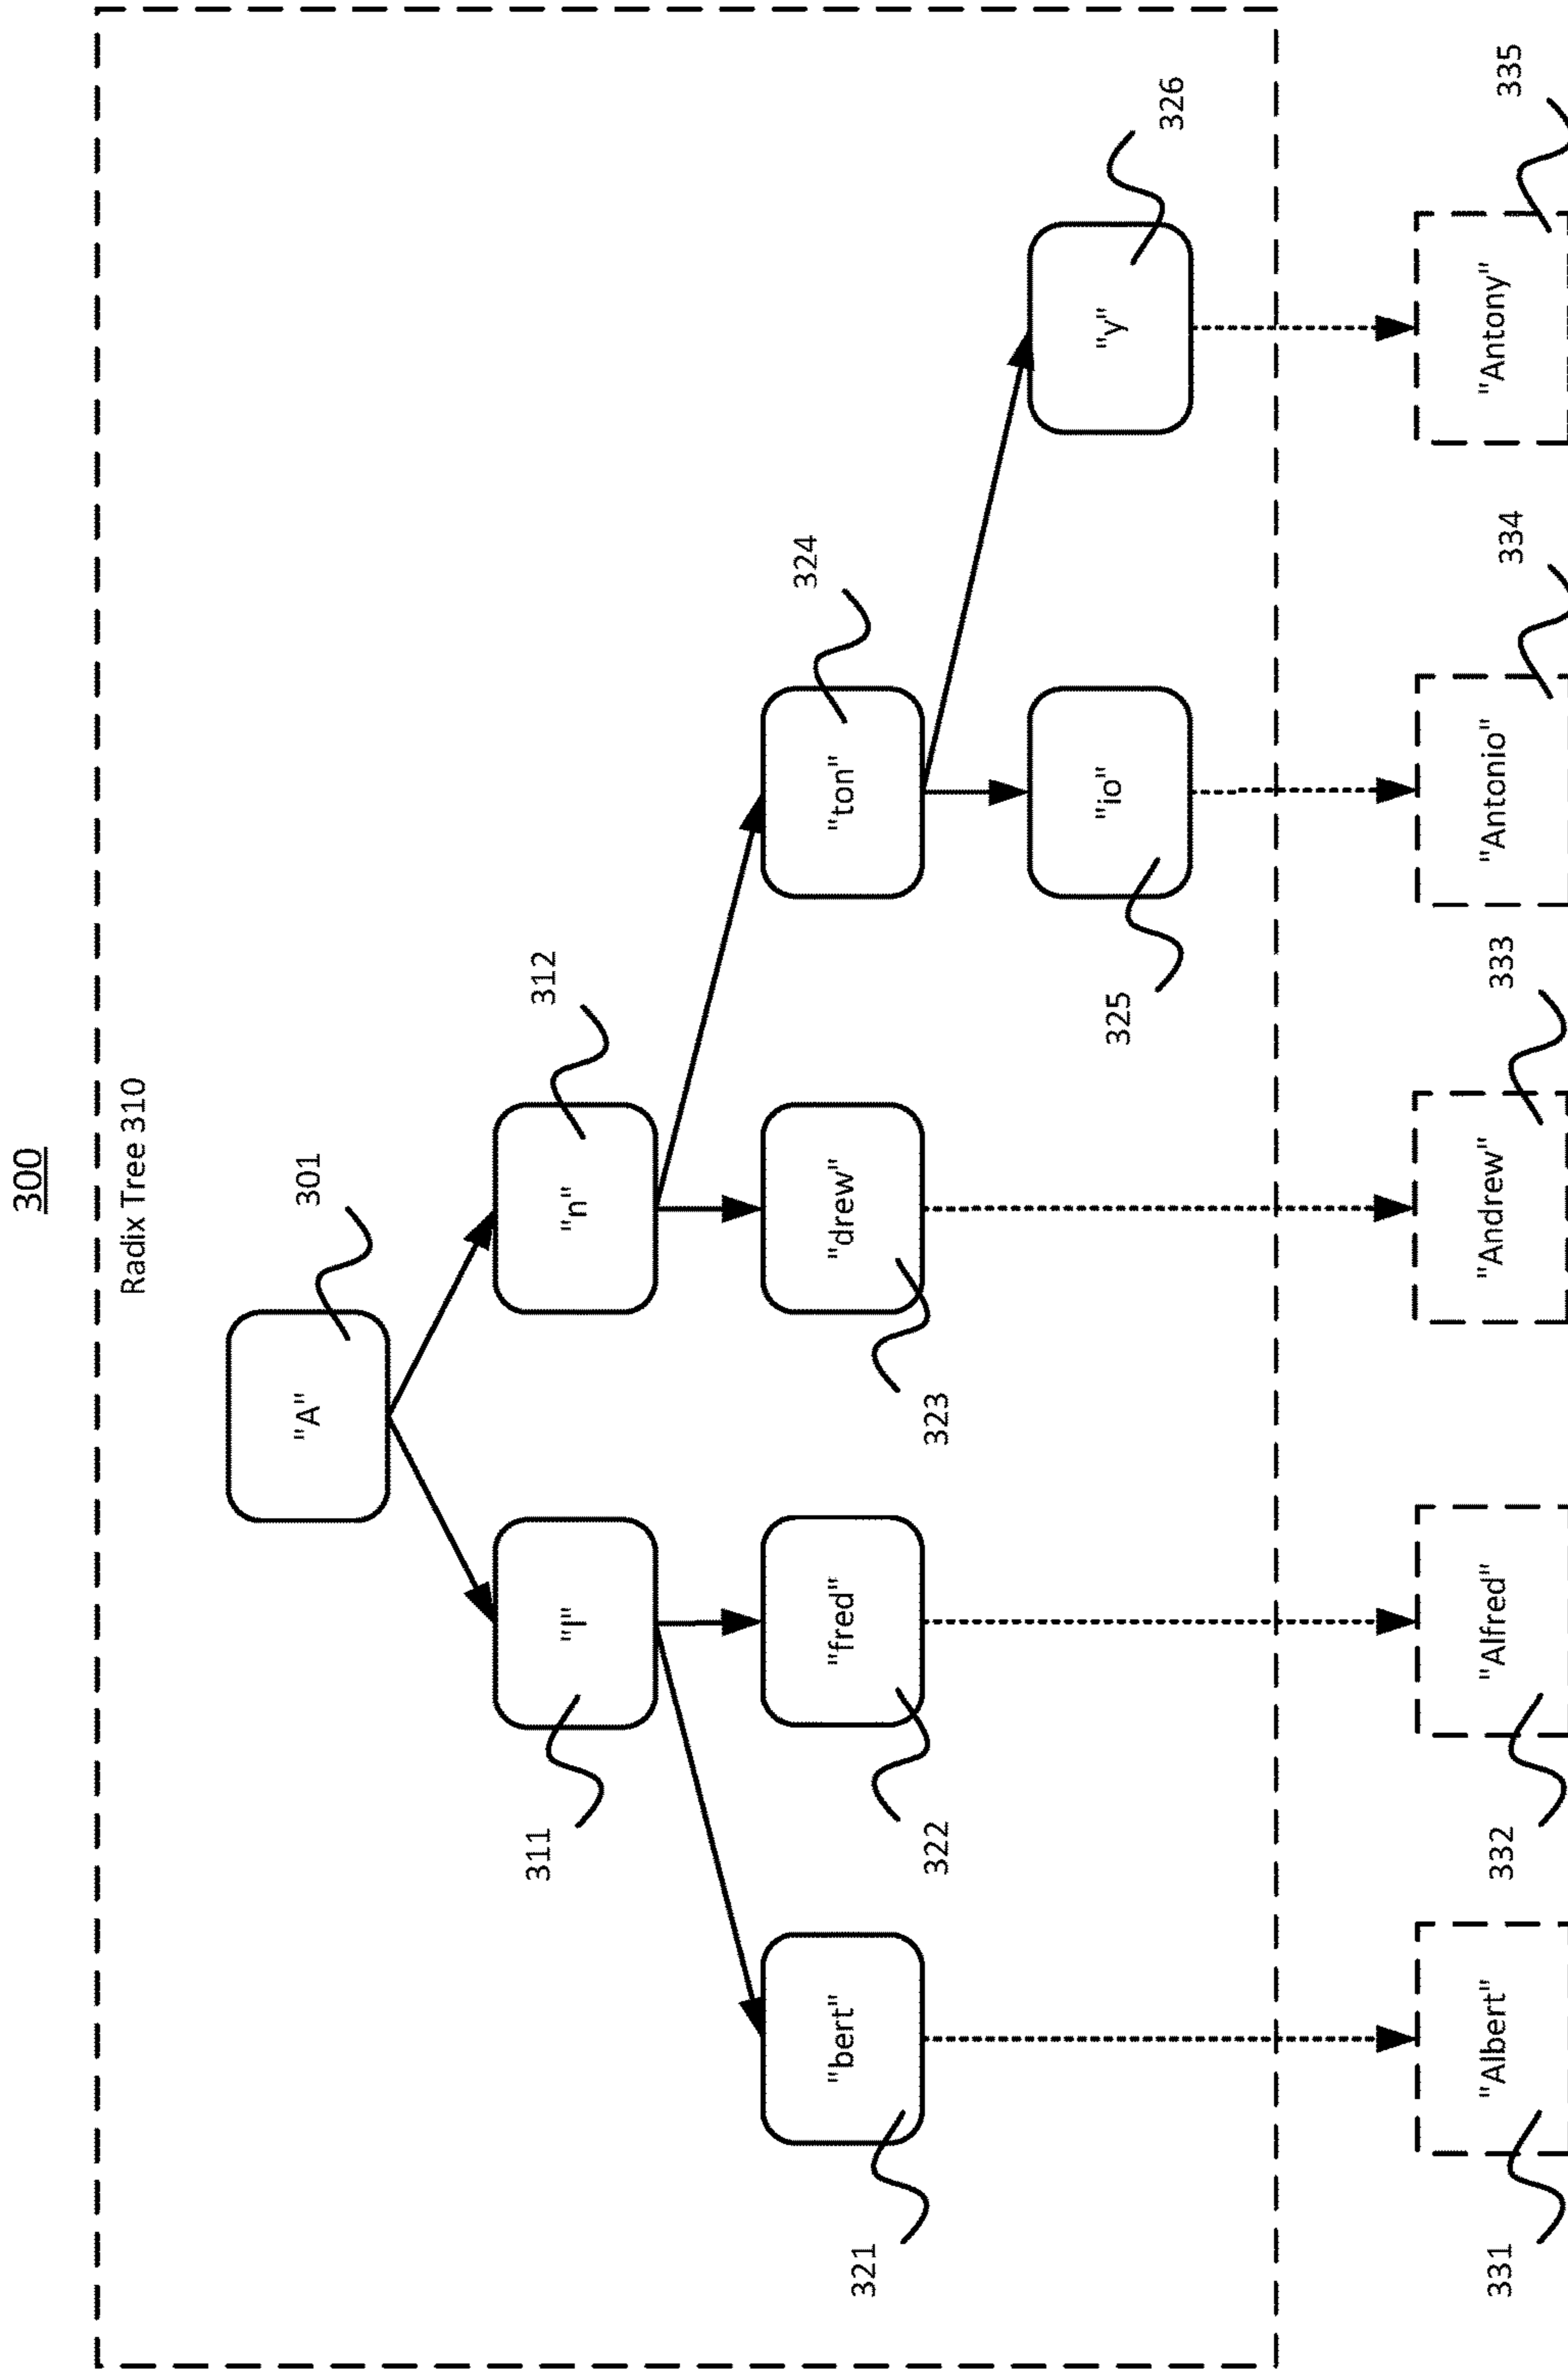 300
Radix Tree 310
"A"
301
"l"
311
"n"
312
"bert"
321
"fred"
322
"drew"
323
"ton"
324
"io"
325
"y"
326
"Albert"
331
"Alfred"
332
"Andrew"
333
"Antonio"
334
"Antony"
335